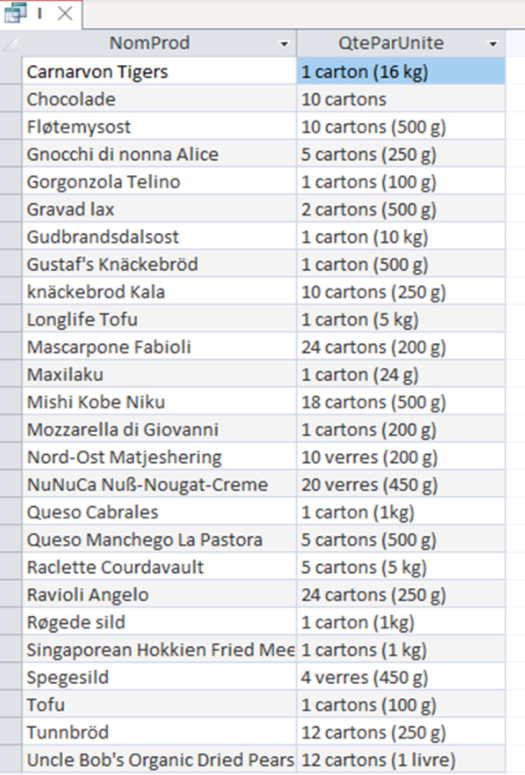 I
NomProd QteParUnite
Carnarvon Tigers 1 carton (16 kg)
Chocolade 10 cartons
Fløtemysost 10 cartons (500 g)
Gnocchi di nonna Alice 5 cartons (250 g)
Gorgonzola Telino 1 cartons (100 g)
Gravad lax 2 cartons (500 g)
Gudbrandsdalsost 1 carton (10 kg)
Gustaf's Knäckebröd 1 carton (500 g)
knäckebrod Kala 10 cartons (250 g)
Longlife Tofu 1 carton (5 kg)
Mascarpone Fabioli 24 cartons (200 g)
Maxilaku 1 carton (24 g)
Mishi Kobe Niku 18 cartons (500 g)
Mozzarella di Giovanni 1 cartons (200 g)
Nord-Ost Matjeshering 10 verres (200 g)
NuNuCa Nuß-Nougat-Creme 20 verres (450 g)
Queso Cabrales 1 carton (1kg)
Queso Manchego La Pastora 5 cartons (500 g)
Raclette Courdavault 5 cartons (5 kg)
Ravioli Angelo 24 cartons (250 g)
Røgede sild 1 carton (1kg)
Singaporean Hokkien Fried Mee 1 cartons (1 kg)
Spegesild 4 verres (450 g)
Tofu 1 cartons (100 g)
Tunnbröd 12 cartons (250 g)
Uncle Bob's Organic Dried Pears 12 cartons (1 livre)